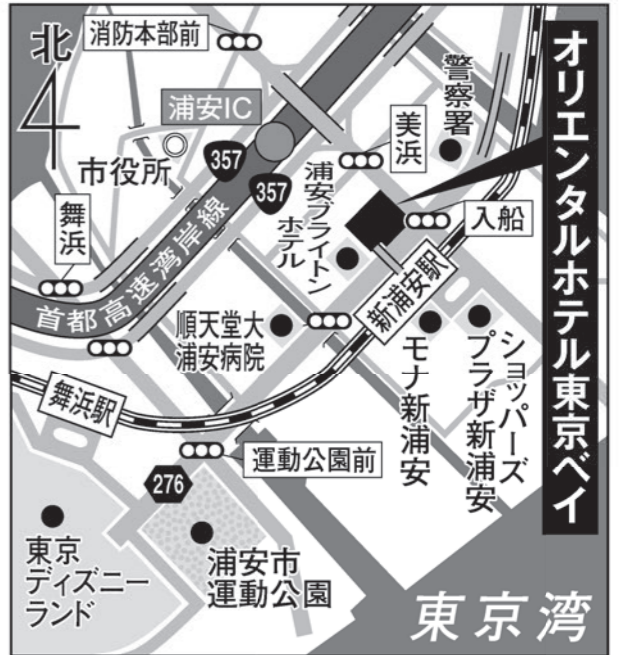 消防本部前
北
浦安IC
市役所
357
357
舞浜
首都高速湾岸線
警察署
美浜
入船
浦安ブライトン
ホテル
新浦安駅
順天堂大
浦安病院
モナ新浦安
ショッパーズ
プラザ新浦安
オリエンタルホテル東京ベイ
舞浜駅
運動公園前
276
東京
ディズニー
ランド
浦安市
運動公園
東京湾